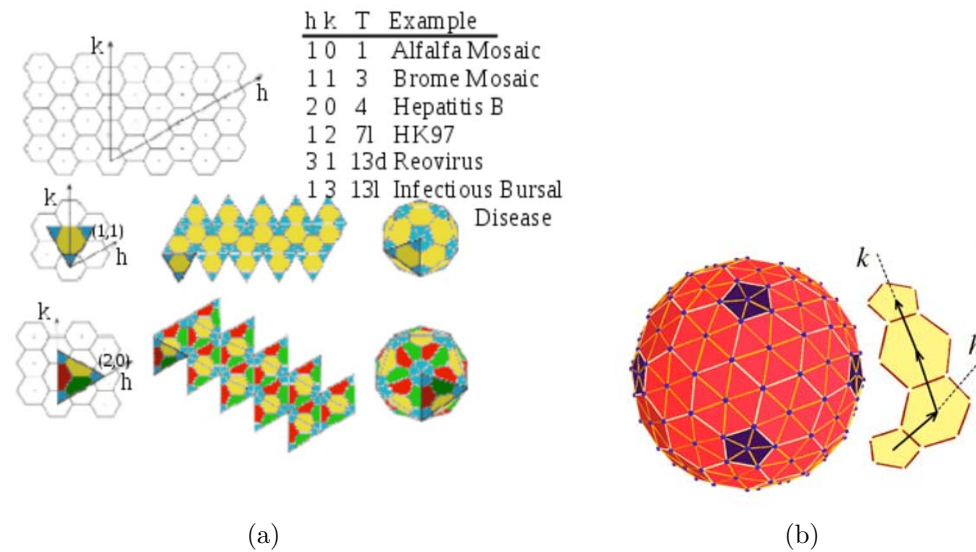 h k T Example
1 0 1 Alfalfa Mosaic
1 1 3 Brome Mosaic
2 0 4 Hepatitis B
1 2 7l HK97
3 1 13d Reovirus
1 3 13l Infectious Bursal
Disease
k
h
k
(1,1)
h
k
(2,0)
h
k
h
(a)
(b)